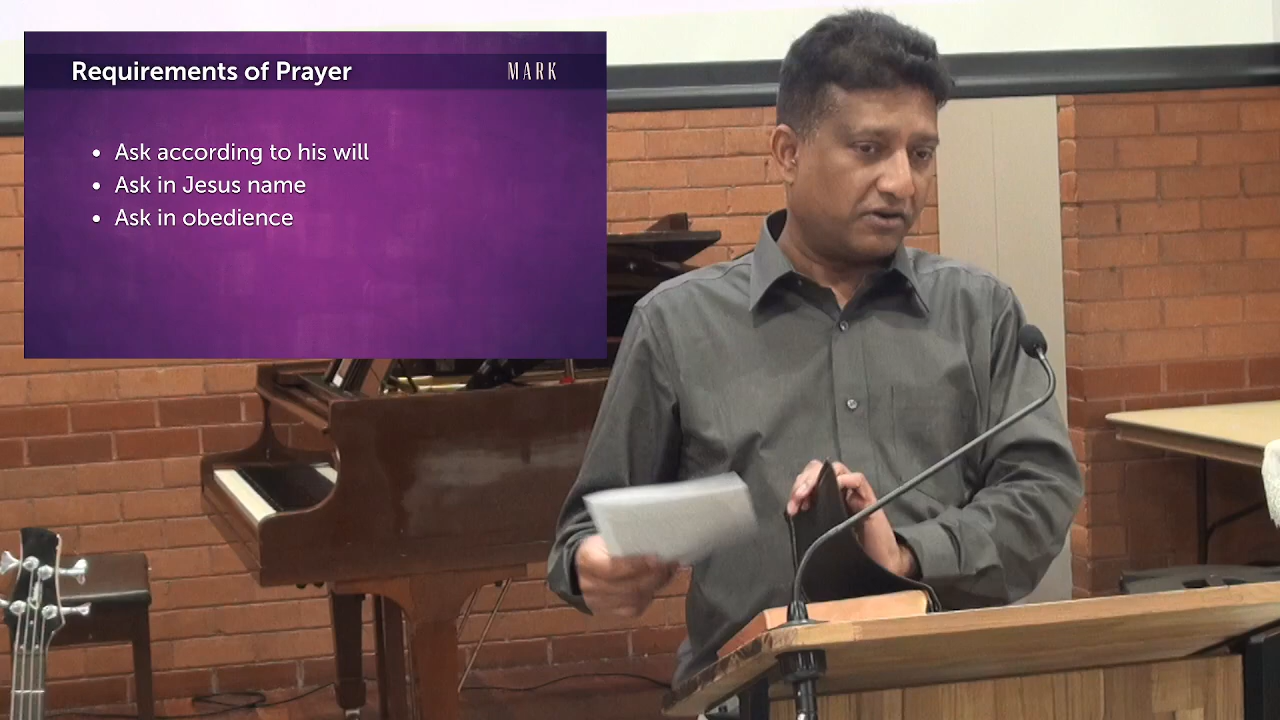 Requirements of Prayer MARK
• Ask according to his will
• Ask in Jesus name
• Ask in obedience